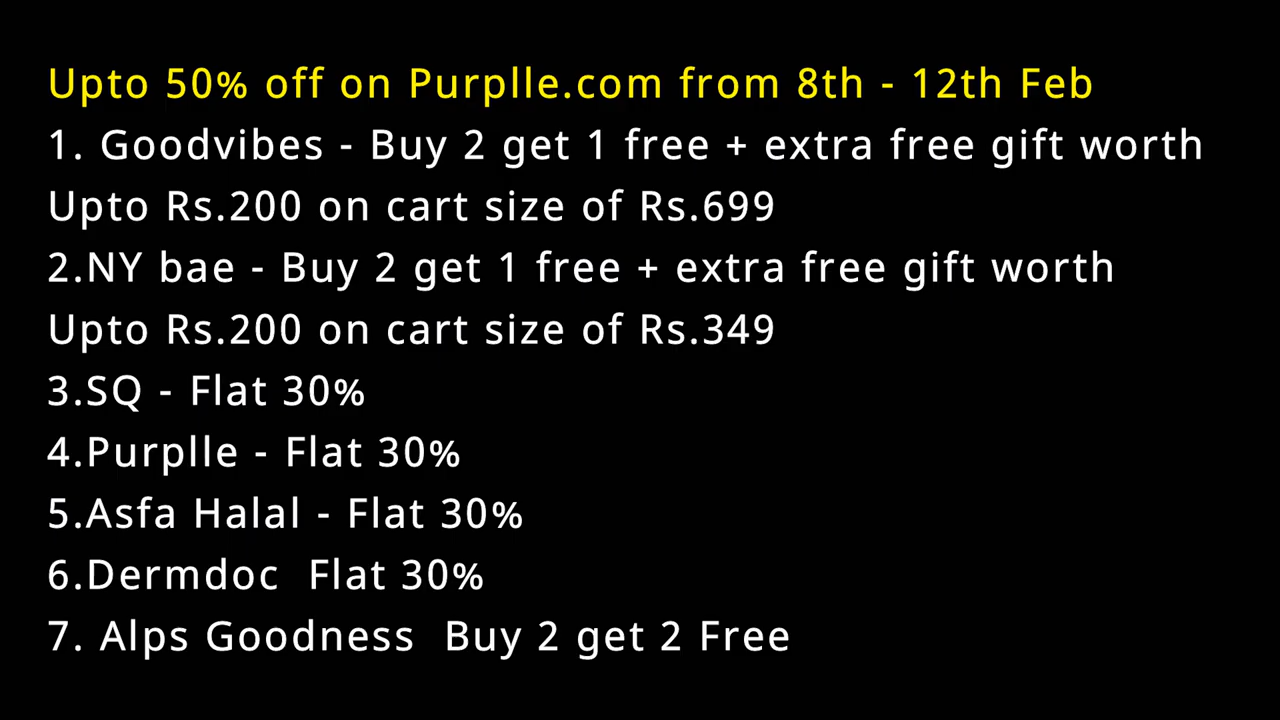 Upto 50% off on Purplle.com from 8th - 12th Feb
1. Goodvibes - Buy 2 get 1 free + extra free gift worth
Upto Rs.200 on cart size of Rs.699
2.NY bae - Buy 2 get 1 free + extra free gift worth
Upto Rs.200 on cart size of Rs.349
3.SQ - Flat 30%
4.Purplle - Flat 30%
5.Asfa Halal - Flat 30%
6.Dermdoc  Flat 30%
7. Alps Goodness  Buy 2 get 2 Free